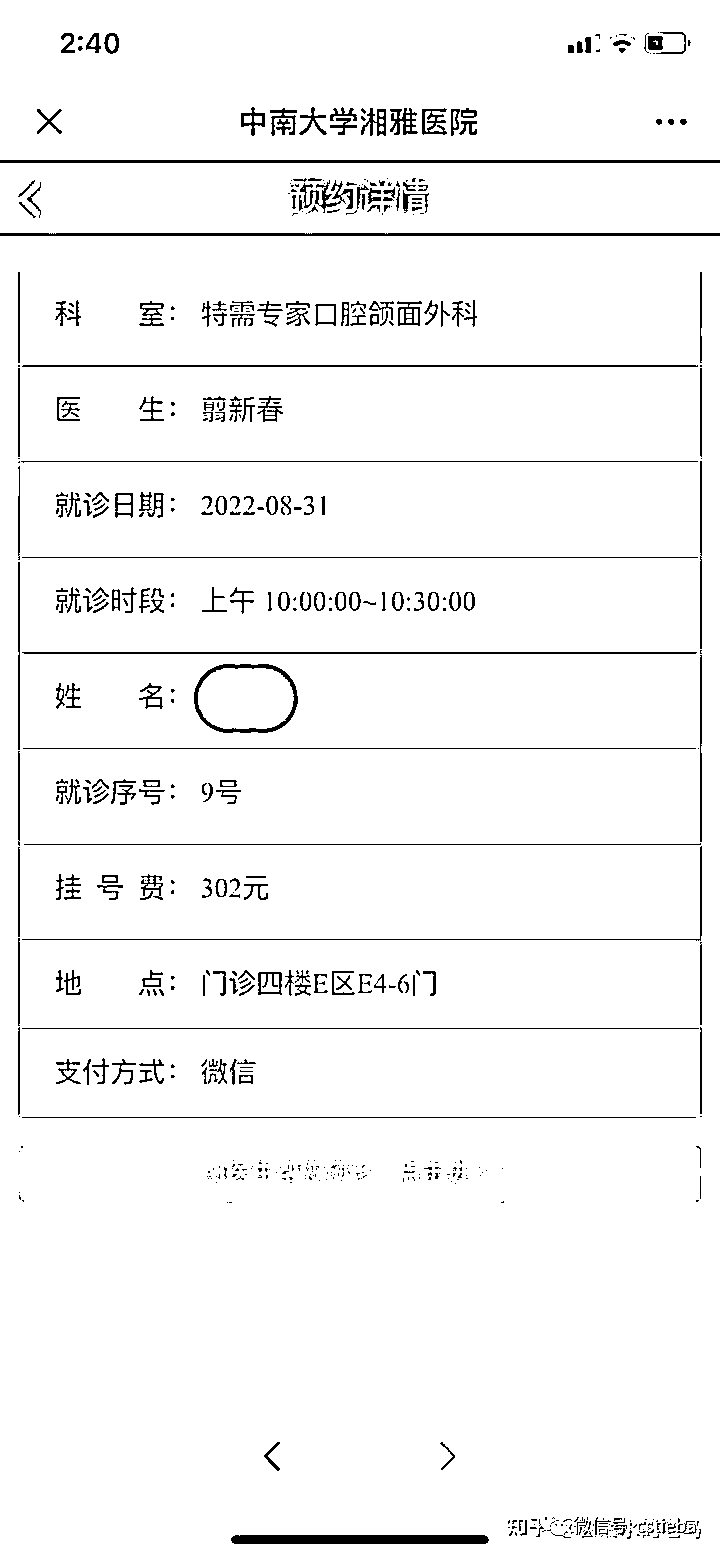 2:40
中南大学湘雅医院
预约详情
科 室： 特需专家口腔颌面外科
医 生： 翦新春
就诊日期： 2022-08-31
就诊时段： 上午 10:00:00~10:30:00
姓 名：
就诊序号： 9号
挂 号 费： 302元
地 点： 门诊四楼E区E4-6门
支付方式： 微信
知乎 @微信号:cstieba